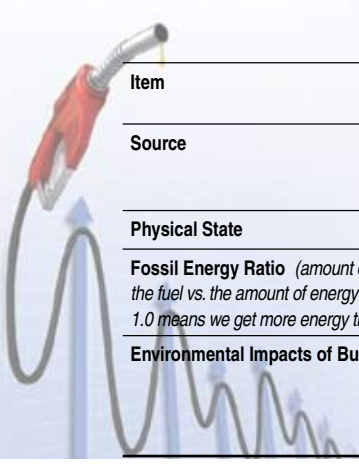 Item
Source
Physical State
Fossil Energy Ratio (amount
the fuel vs. the amount of energy
1.0 means we get more energy
Environmental Impacts of Bu